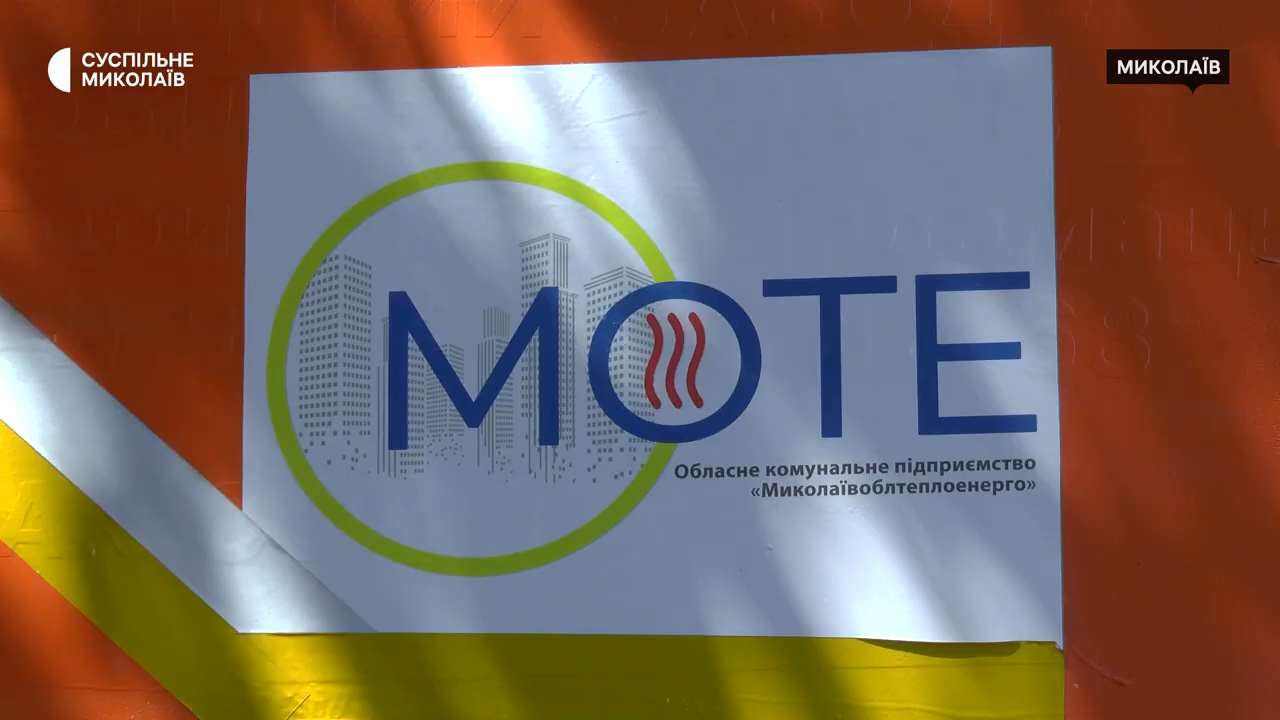 СУСПІЛЬНЕ
МИКОЛАЇВ
МИКОЛАЇВ
МОТЕ
Обласне комунальне підприємство
«Миколаївоблтеплоенерго»